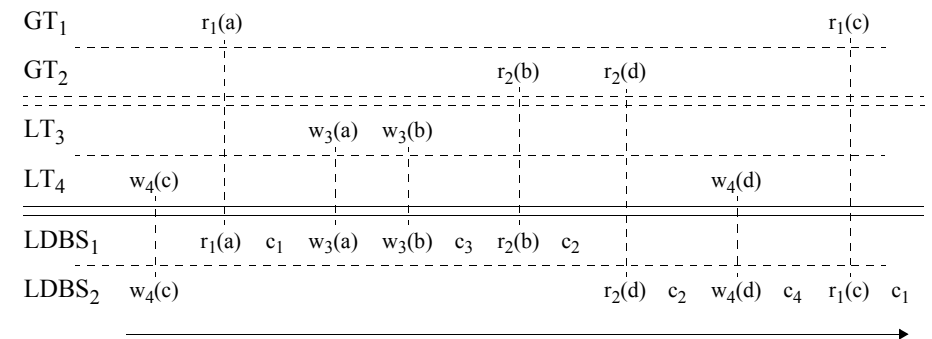 GT₁ r₁(a) r₁(c)
GT₂ r₂(b) r₂(d)
LT₃ w₃(a) w₃(b)
LT₄ w₄(c) w₄(d)
LDBS₁ r₁(a) c₁ w₃(a) w₃(b) c₃ r₂(b) c₂
LDBS₂ w₄(c) r₂(d) c₂ w₄(d) c₄ r₁(c) c₁